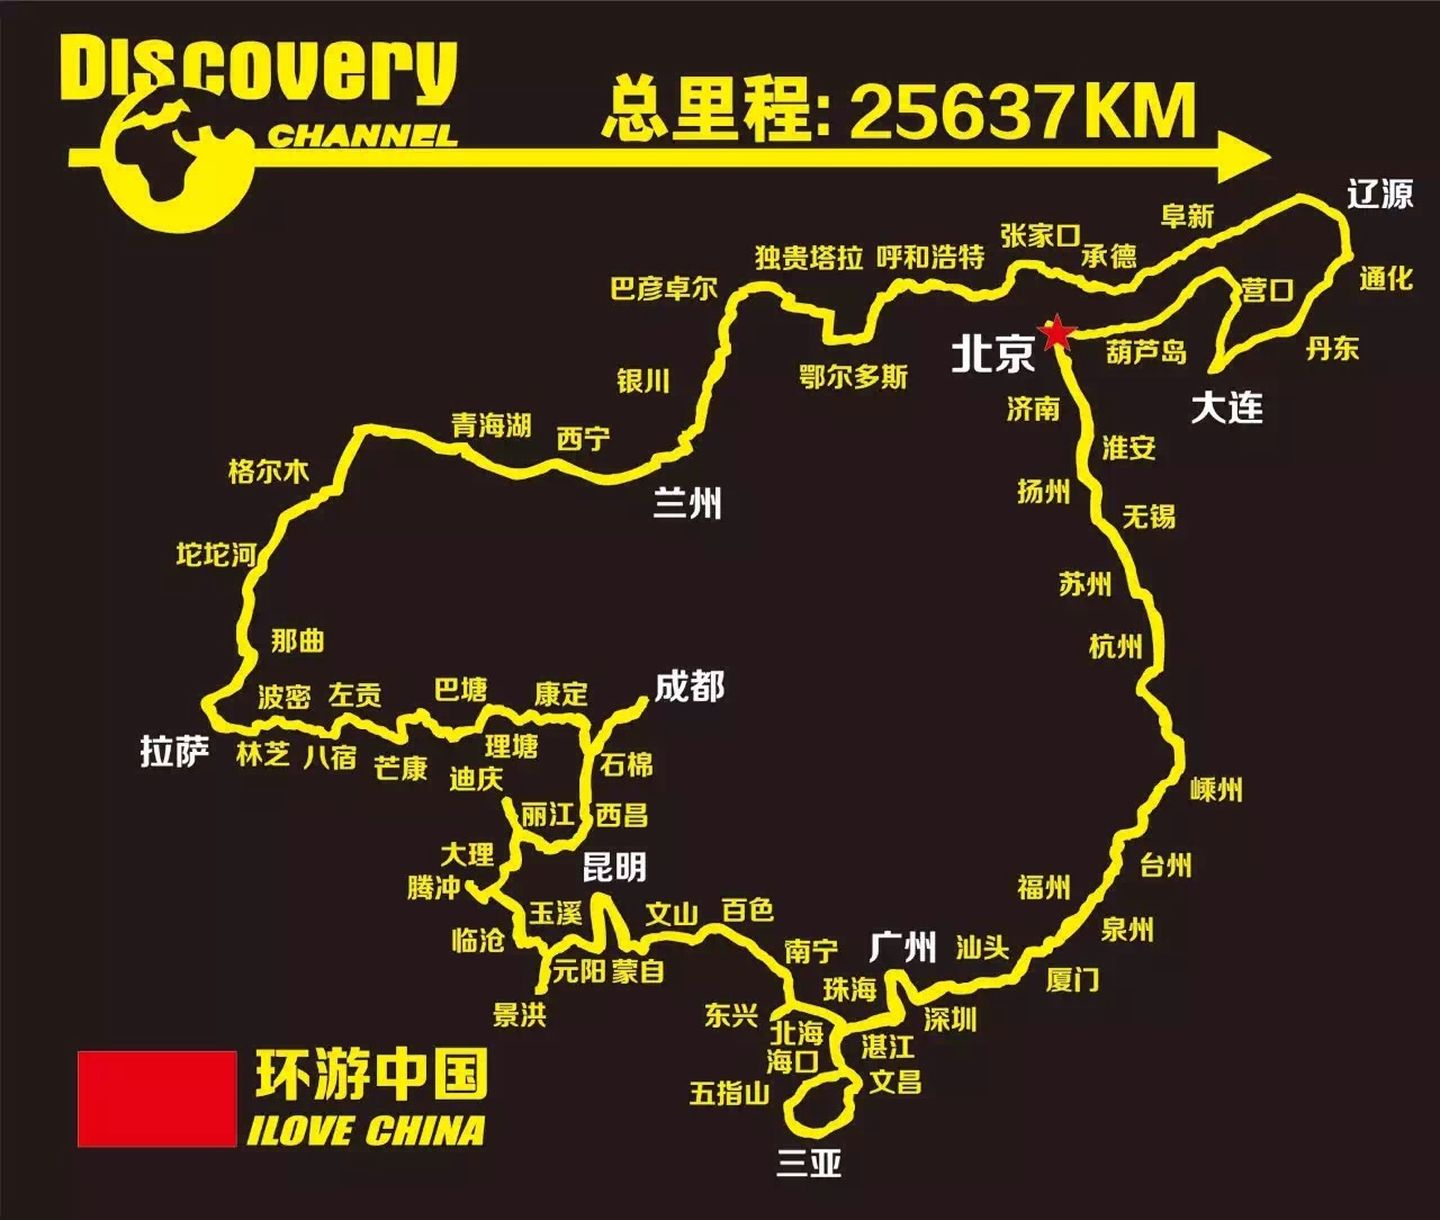 DIscovery
CHANNEL
总里程: 25637KM
辽源
阜新
张家口
承德
独贵塔拉
呼和浩特
通化
巴彦卓尔
营口
北京
葫芦岛
丹东
银川
鄂尔多斯
大连
济南
青海湖
西宁
淮安
格尔木
扬州
兰州
无锡
坨坨河
苏州
那曲
杭州
波密
左贡
巴塘
康定
成都
拉萨
林芝
八宿
芒康
理塘
石棉
迪庆
嵊州
丽江
西昌
大理
昆明
台州
腾冲
福州
玉溪
文山
百色
泉州
临沧
南宁
广州
汕头
元阳
蒙自
厦门
珠海
景洪
东兴
深圳
北海
湛江
海口
文昌
五指山
三亚
环游中国
ILOVE CHINA